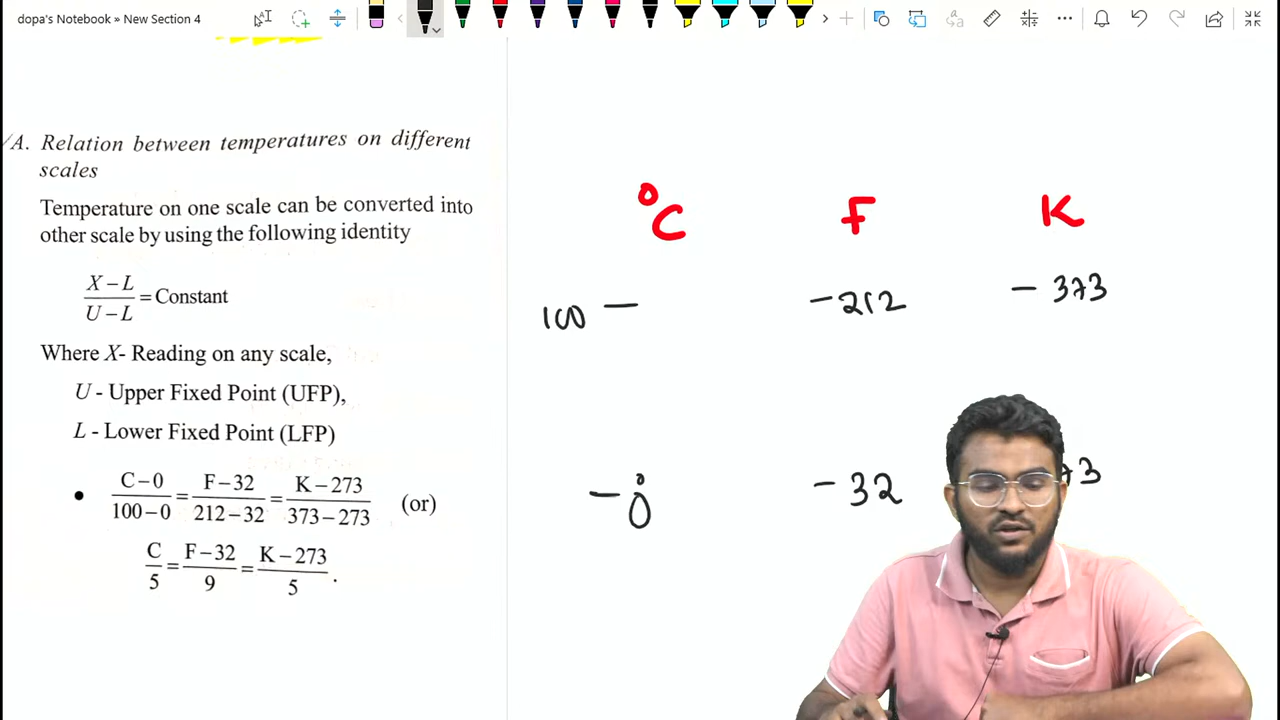 dopa's Notebook » New Section 4
A. Relation between temperatures on different
scales
Temperature on one scale can be converted into
other scale by using the following identity
X – L / U – L = Constant
Where X- Reading on any scale,
U - Upper Fixed Point (UFP),
L - Lower Fixed Point (LFP)
• C – 0 / 100 – 0 = F – 32 / 212 – 32 = K – 273 / 373 – 273 (or)
C / 5 = F – 32 / 9 = K – 273 / 5 .
°C F K
100 – – 212 – 373
– 0° – 32 73